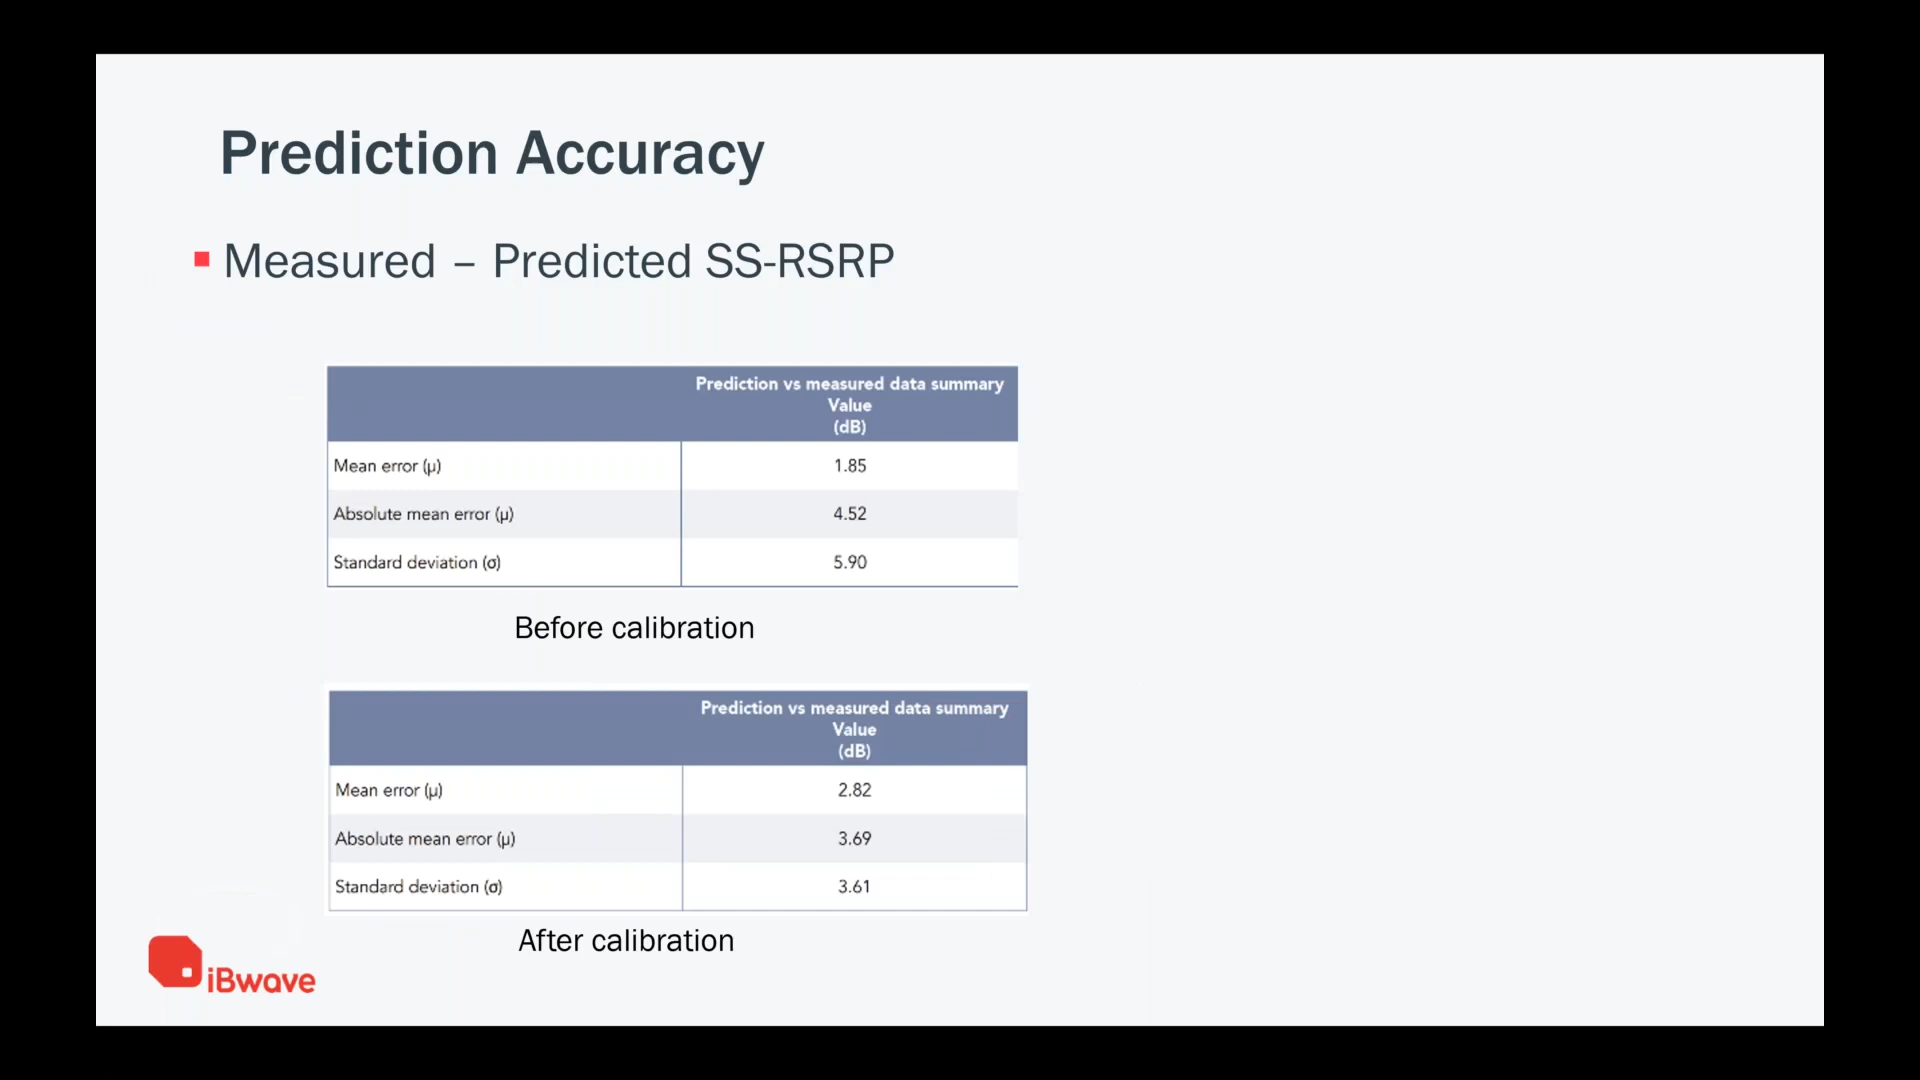 Prediction Accuracy
Measured – Predicted SS-RSRP
Prediction vs measured data summary
Value
(dB)
Mean error (μ) 1.85
Absolute mean error (μ) 4.52
Standard deviation (σ) 5.90
Before calibration
Prediction vs measured data summary
Value
(dB)
Mean error (μ) 2.82
Absolute mean error (μ) 3.69
Standard deviation (σ) 3.61
After calibration
iBwave